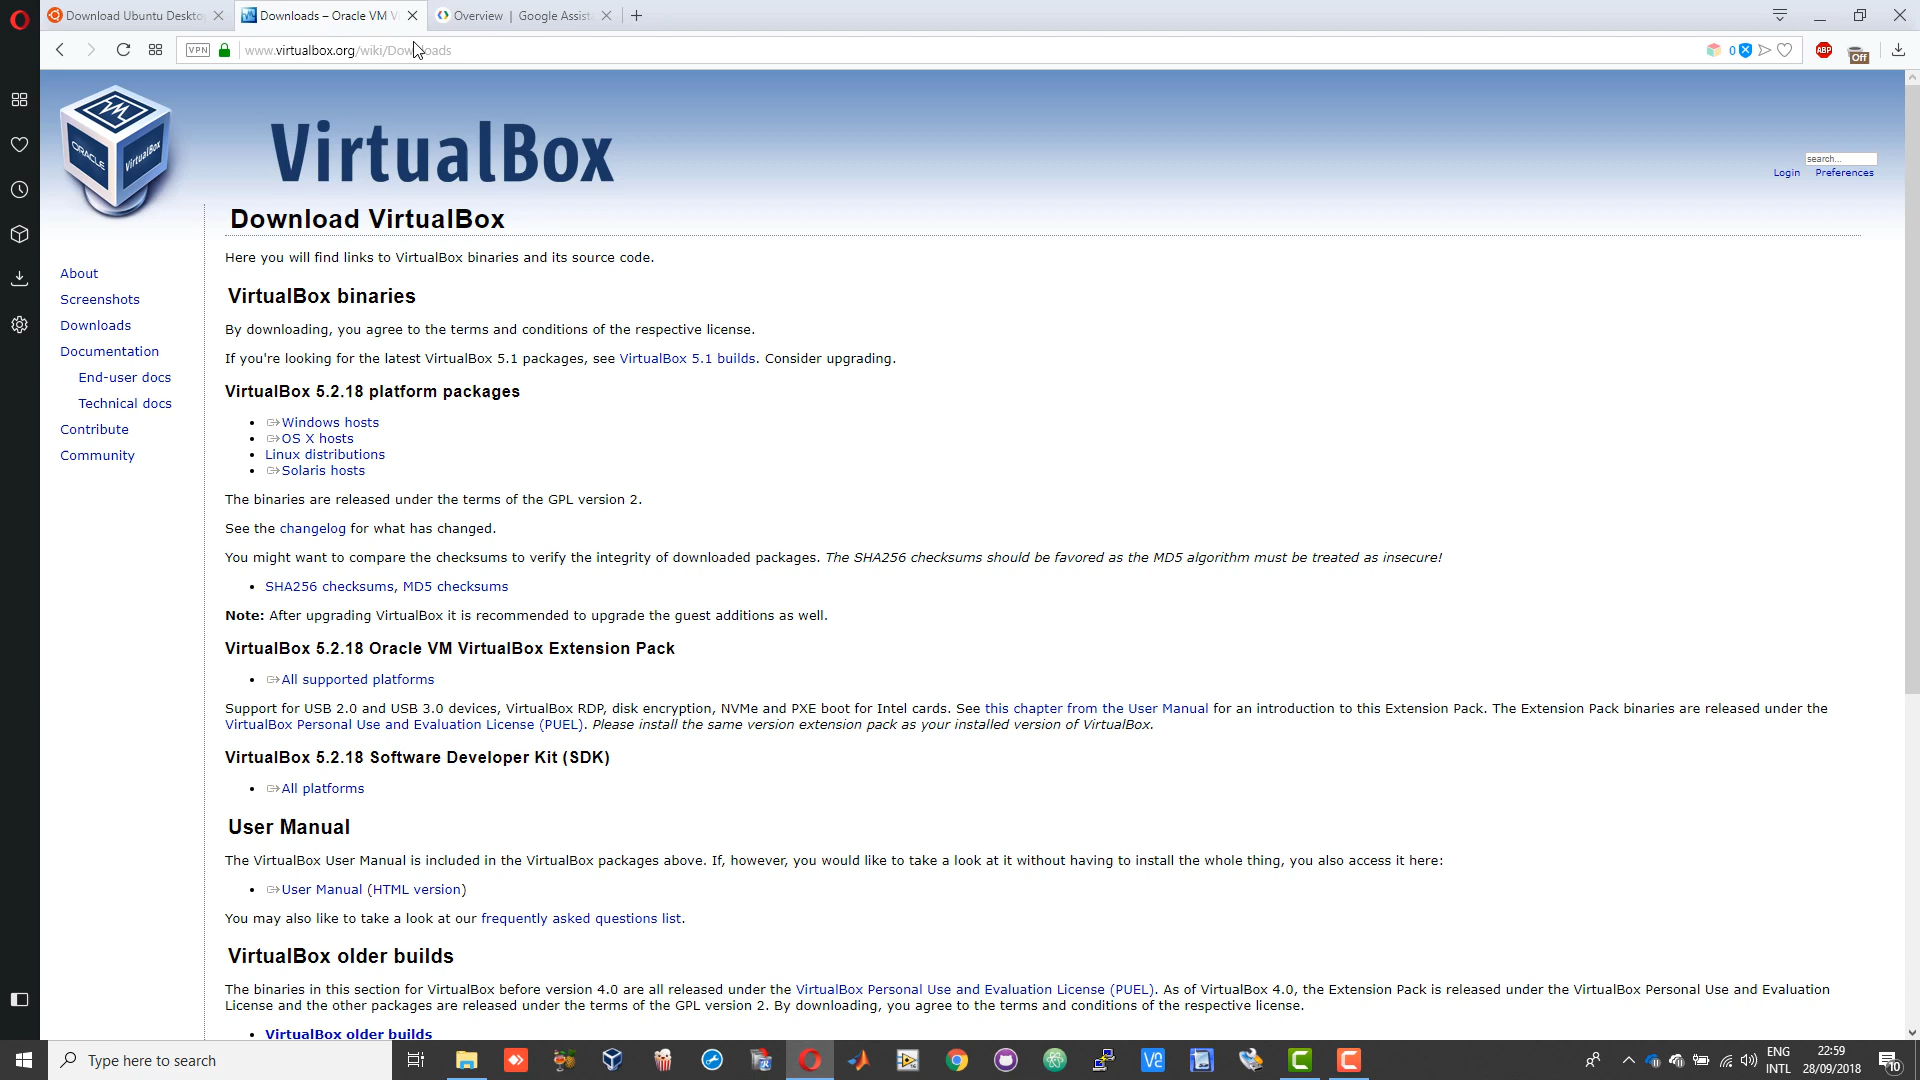 Download Ubuntu Deskto
Downloads – Oracle VM V
Overview | Google Assist
VPN
www.virtualbox.org/wiki/Downloads
0
ABP
Off
ORACLE
VirtualBox
VirtualBox
search...
Login Preferences
Download VirtualBox
Here you will find links to VirtualBox binaries and its source code.
About
Screenshots
Downloads
Documentation
End-user docs
Technical docs
Contribute
Community
VirtualBox binaries
By downloading, you agree to the terms and conditions of the respective license.
If you're looking for the latest VirtualBox 5.1 packages, see VirtualBox 5.1 builds. Consider upgrading.
VirtualBox 5.2.18 platform packages
• Windows hosts
• OS X hosts
• Linux distributions
• Solaris hosts
The binaries are released under the terms of the GPL version 2.
See the changelog for what has changed.
You might want to compare the checksums to verify the integrity of downloaded packages. The SHA256 checksums should be favored as the MD5 algorithm must be treated as insecure!
• SHA256 checksums, MD5 checksums
Note: After upgrading VirtualBox it is recommended to upgrade the guest additions as well.
VirtualBox 5.2.18 Oracle VM VirtualBox Extension Pack
• All supported platforms
Support for USB 2.0 and USB 3.0 devices, VirtualBox RDP, disk encryption, NVMe and PXE boot for Intel cards. See this chapter from the User Manual for an introduction to this Extension Pack. The Extension Pack binaries are released under the
VirtualBox Personal Use and Evaluation License (PUEL). Please install the same version extension pack as your installed version of VirtualBox.
VirtualBox 5.2.18 Software Developer Kit (SDK)
• All platforms
User Manual
The VirtualBox User Manual is included in the VirtualBox packages above. If, however, you would like to take a look at it without having to install the whole thing, you also access it here:
• User Manual (HTML version)
You may also like to take a look at our frequently asked questions list.
VirtualBox older builds
The binaries in this section for VirtualBox before version 4.0 are all released under the VirtualBox Personal Use and Evaluation License (PUEL). As of VirtualBox 4.0, the Extension Pack is released under the VirtualBox Personal Use and Evaluation
License and the other packages are released under the terms of the GPL version 2. By downloading, you agree to the terms and conditions of the respective license.
• VirtualBox older builds
Type here to search
ENG
INTL
22:59
28/09/2018
10